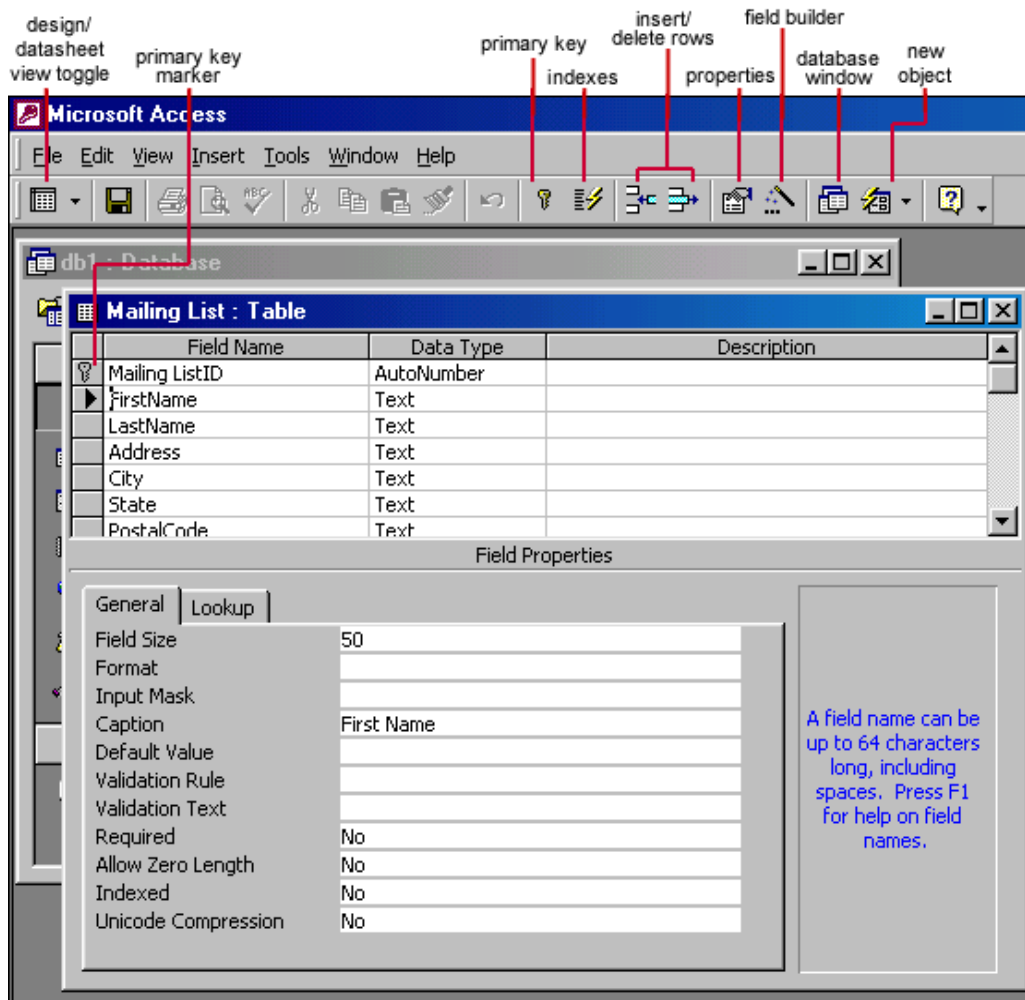 design/
datasheet
view toggle
primary key
marker
primary key
indexes
insert/
delete rows
properties
field builder
database
window
new
object
Microsoft Access
File Edit View Insert Tools Window Help
ABC
db1 : Database
Mailing List : Table
Field Name Data Type Description
Mailing ListID AutoNumber
FirstName Text
LastName Text
Address Text
City Text
State Text
PostalCode Text
Field Properties
General Lookup
Field Size 50
Format
Input Mask
Caption First Name
Default Value
Validation Rule
Validation Text
Required No
Allow Zero Length No
Indexed No
Unicode Compression No
A field name can be
up to 64 characters
long, including
spaces. Press F1
for help on field
names.